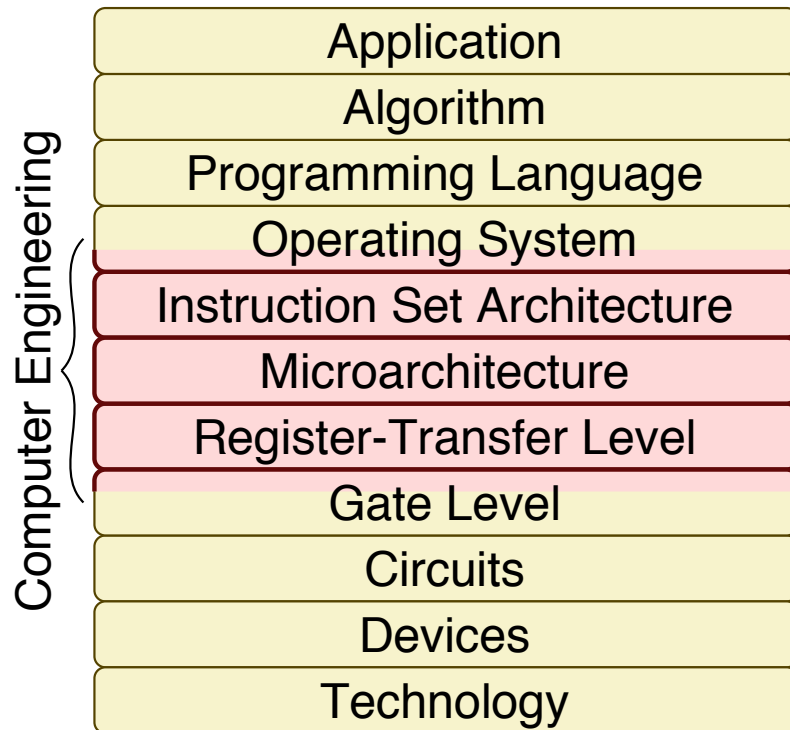 Application
Algorithm
Programming Language
Operating System
Instruction Set Architecture
Microarchitecture
Register-Transfer Level
Gate Level
Circuits
Devices
Technology
Computer Engineering